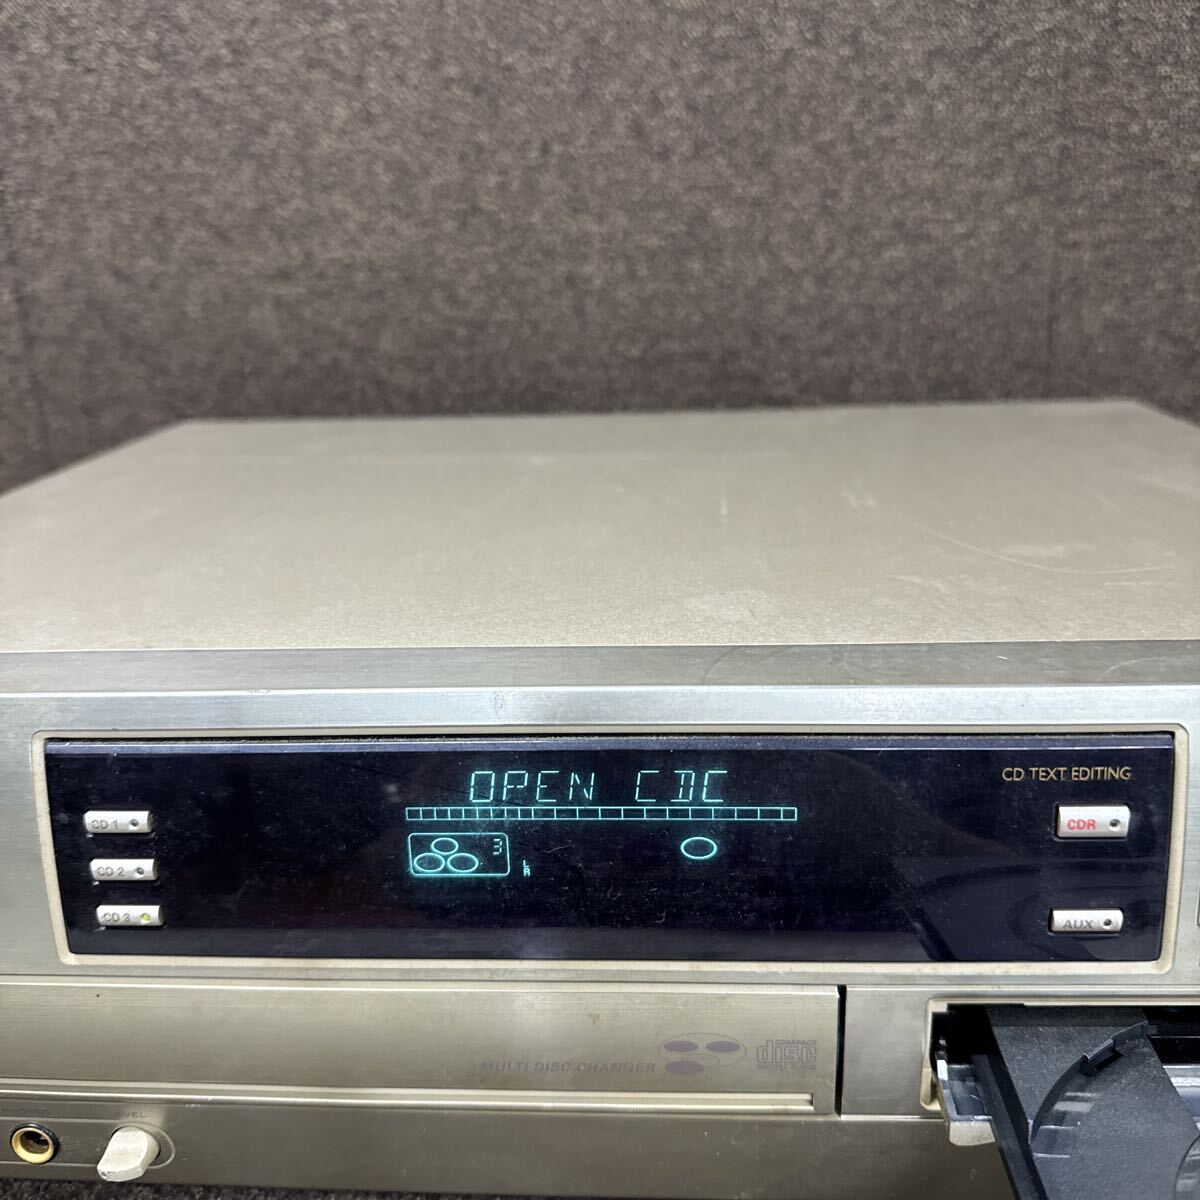 OPEN CDC
CD TEXT EDITING
CD 1
CDR
3
CD 2
L
R
CD 3
AUX
MULTI DISC CHANGER
COMPACT
disc
DIGITAL AUDIO